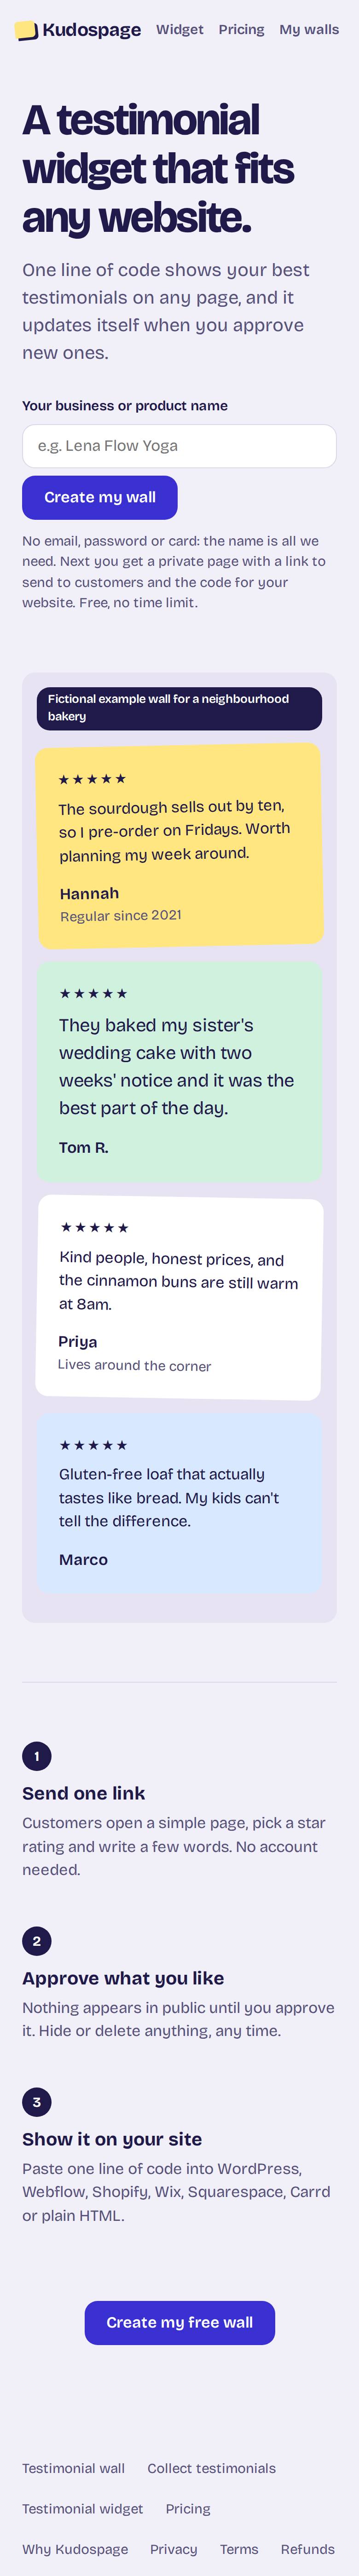 Kudospage Widget Pricing My walls
A testimonial
widget that fits
any website.
One line of code shows your best
testimonials on any page, and it
updates itself when you approve
new ones.
Your business or product name
e.g. Lena Flow Yoga
Create my wall
No email, password or card: the name is all we
need. Next you get a private page with a link to
send to customers and the code for your
website. Free, no time limit.
Fictional example wall for a neighbourhood
bakery
★★★★★
The sourdough sells out by ten,
so I pre-order on Fridays. Worth
planning my week around.
Hannah
Regular since 2021
★★★★★
They baked my sister's
wedding cake with two
weeks' notice and it was the
best part of the day.
Tom R.
★★★★★
Kind people, honest prices, and
the cinnamon buns are still warm
at 8am.
Priya
Lives around the corner
★★★★★
Gluten-free loaf that actually
tastes like bread. My kids can't
tell the difference.
Marco
1
Send one link
Customers open a simple page, pick a star
rating and write a few words. No account
needed.
2
Approve what you like
Nothing appears in public until you approve
it. Hide or delete anything, any time.
3
Show it on your site
Paste one line of code into WordPress,
Webflow, Shopify, Wix, Squarespace, Carrd
or plain HTML.
Create my free wall
Testimonial wall Collect testimonials
Testimonial widget Pricing
Why Kudospage Privacy Terms Refunds